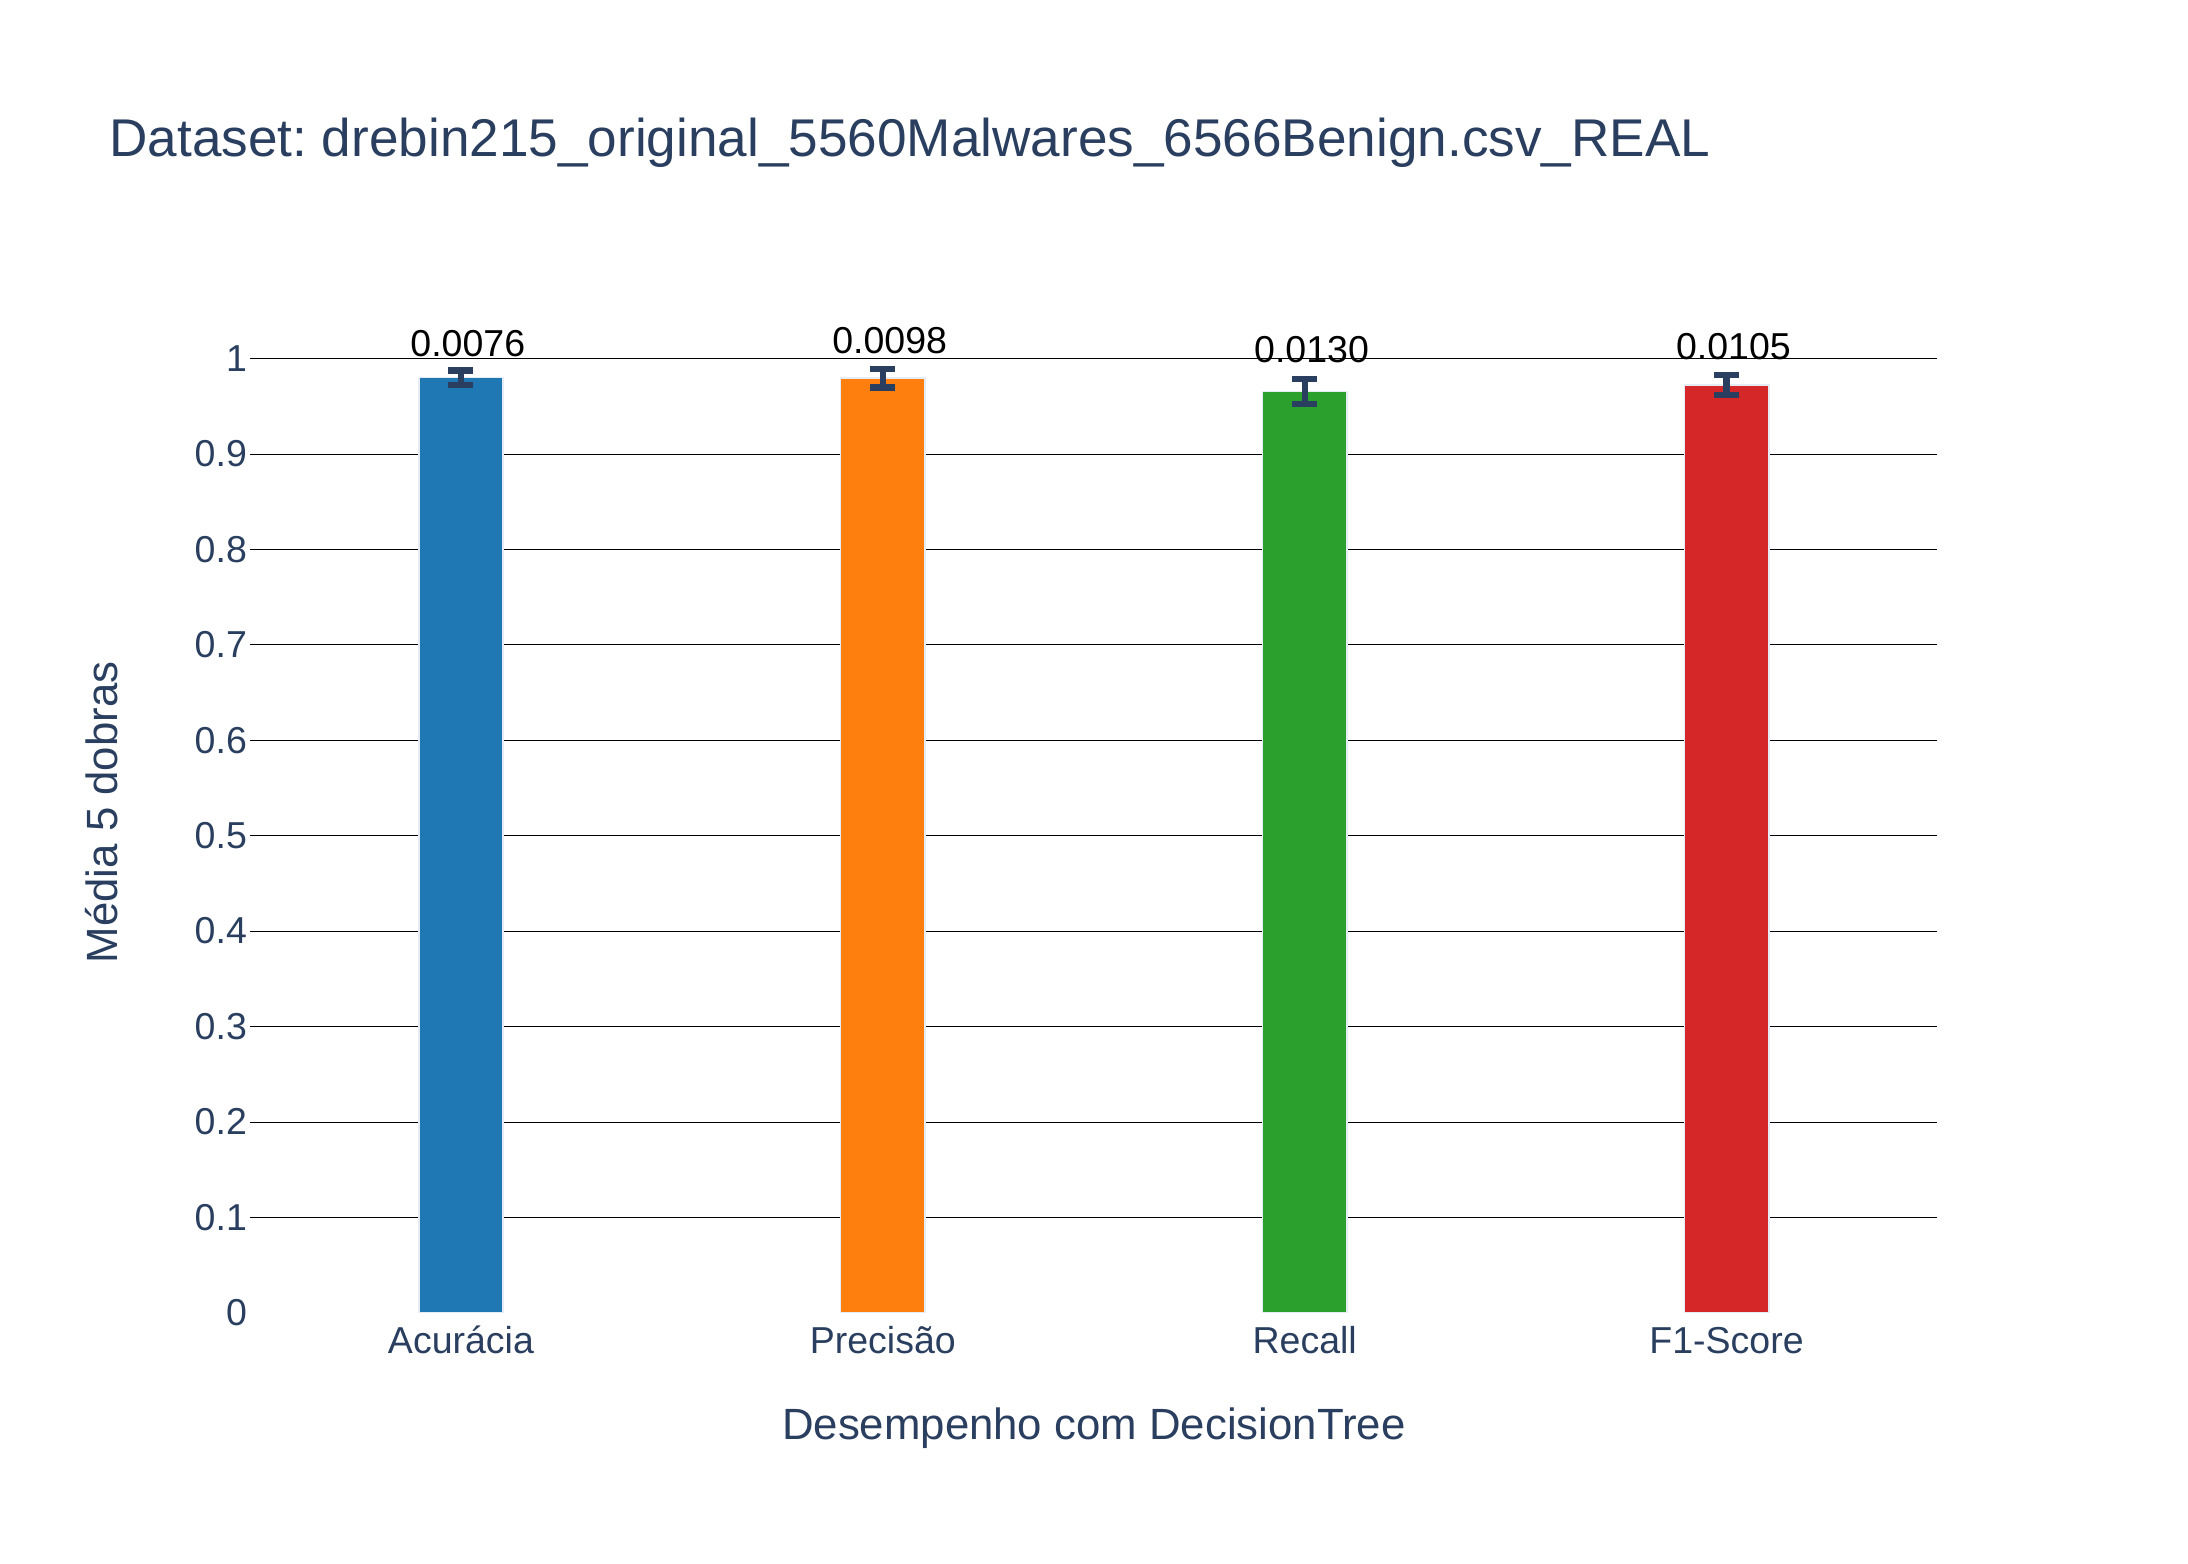 Dataset: drebin215_original_5560Malwares_6566Benign.csv_REAL
0.0076
0.0098
0.0130
0.0105
1
0.9
0.8
0.7
0.6
0.5
0.4
0.3
0.2
0.1
0
Média 5 dobras
Acurácia
Precisão
Recall
F1-Score
Desempenho com DecisionTree